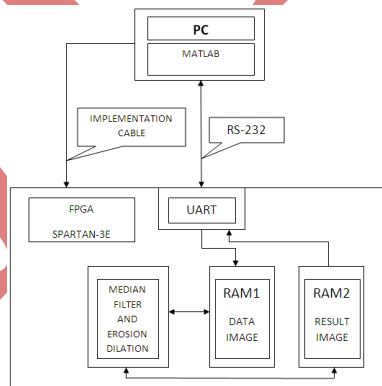 PC
MATLAB
IMPLEMENTATION
CABLE
RS-232
FPGA
SPARTAN-3E
UART
MEDIAN
FILTER
AND
EROSION
DILATION
RAM1
DATA
IMAGE
RAM2
RESULT
IMAGE